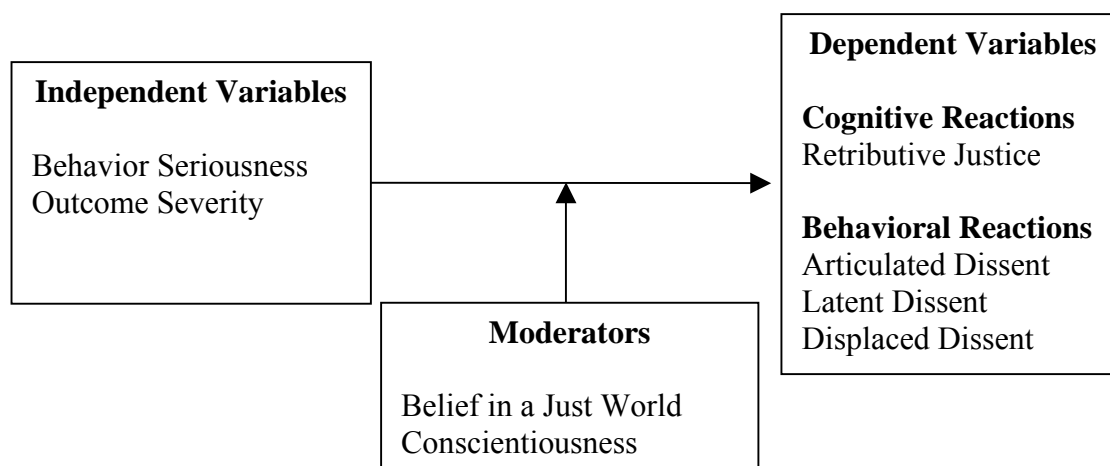 Independent Variables
Behavior Seriousness
Outcome Severity
Moderators
Belief in a Just World
Conscientiousness
Dependent Variables
Cognitive Reactions
Retributive Justice
Behavioral Reactions
Articulated Dissent
Latent Dissent
Displaced Dissent